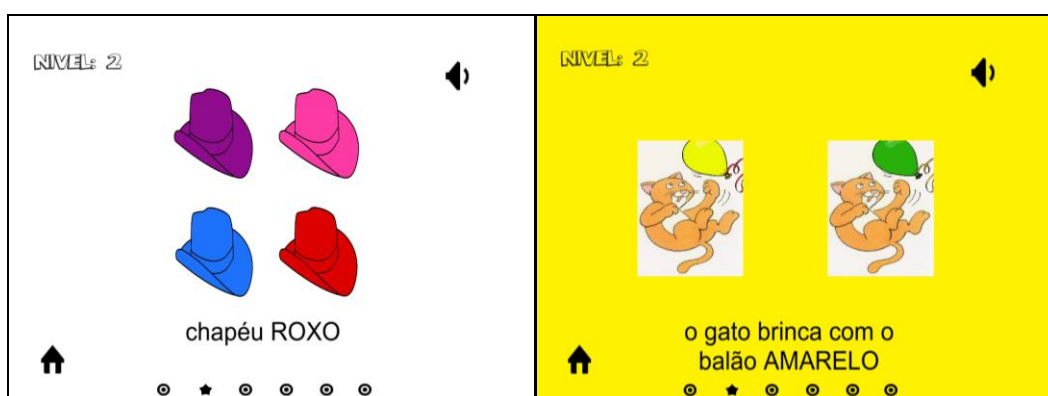 NIVEL: 2
chapéu ROXO
NIVEL: 2
o gato brinca com o
balão AMARELO